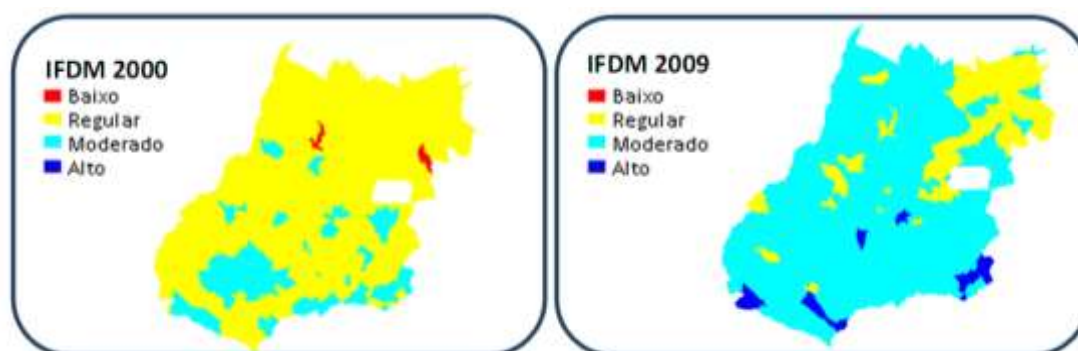 IFDM 2000
Baixo
Regular
Moderado
Alto
IFDM 2009
Baixo
Regular
Moderado
Alto